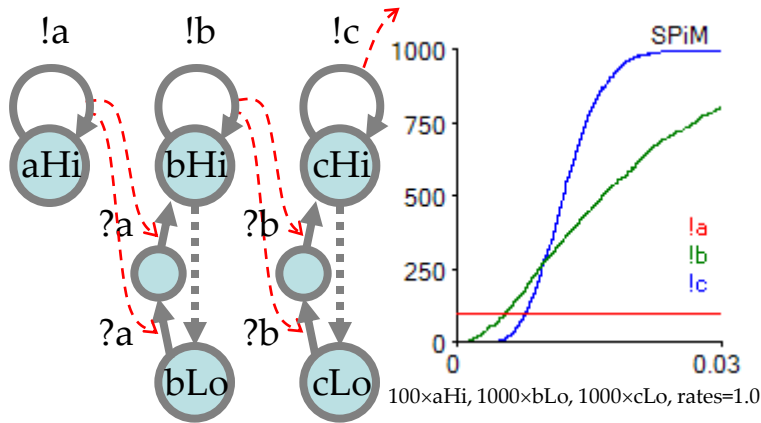 !a !b !c
aHi bHi cHi
?a ?b
?a ?b
bLo cLo
SPiM
1000
750
500
250
0
0 0.03
!a
!b
!c
100×aHi, 1000×bLo, 1000×cLo, rates=1.0